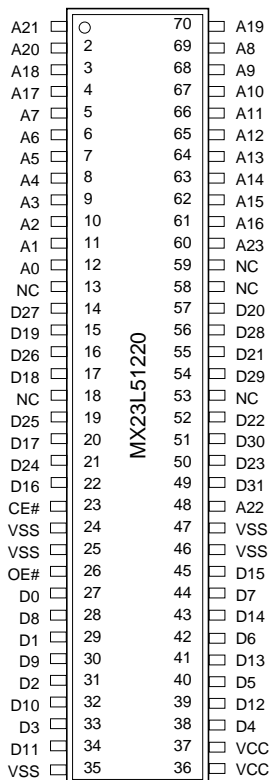 A21 70 A19
A20 2 69 A8
A18 3 68 A9
A17 4 67 A10
A7 5 66 A11
A6 6 65 A12
A5 7 64 A13
A4 8 63 A14
A3 9 62 A15
A2 10 61 A16
A1 11 60 A23
A0 12 59 NC
NC 13 58 NC
D27 14 57 D20
D19 15 56 D28
D26 16 55 D21
D18 17 54 D29
NC 18 53 NC
D25 19 52 D22
D17 20 51 D30
D24 21 50 D23
D16 22 49 D31
CE# 23 48 A22
VSS 24 47 VSS
VSS 25 46 VSS
OE# 26 45 D15
D0 27 44 D7
D8 28 43 D14
D1 29 42 D6
D9 30 41 D13
D2 31 40 D5
D10 32 39 D12
D3 33 38 D4
D11 34 37 VCC
VSS 35 36 VCC
MX23L51220